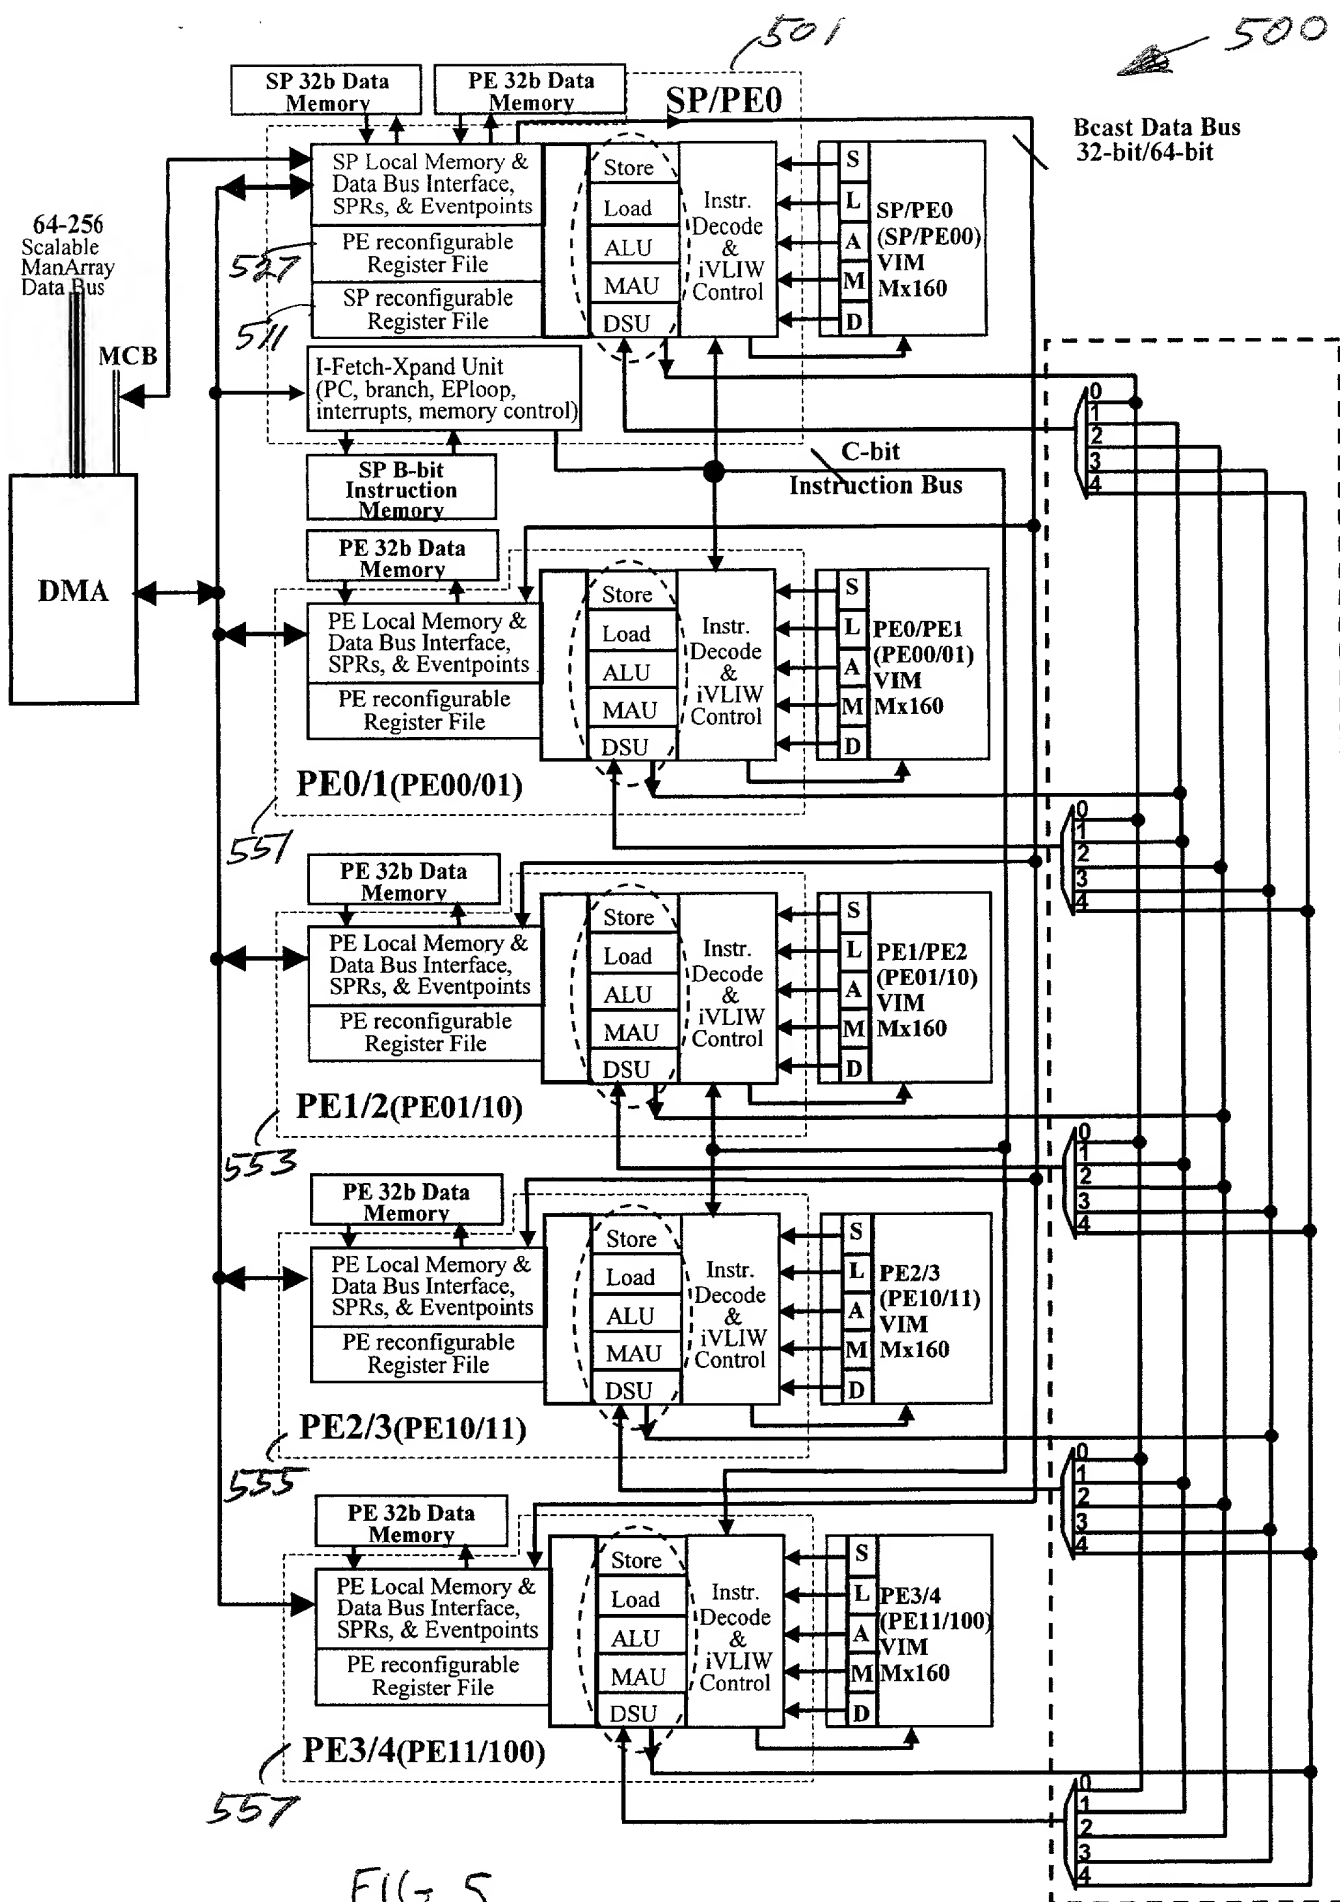 501
500
SP 32b Data
Memory
PE 32b Data
Memory
SP/PE0
Bcast Data Bus
32-bit/64-bit
64-256
Scalable
ManArray
Data Bus
MCB
DMA
SP Local Memory &
Data Bus Interface,
SPRs, & Eventpoints
PE reconfigurable
Register File
527
SP reconfigurable
Register File
511
Store
Load
ALU
MAU
DSU
Instr.
Decode
&
iVLIW
Control
S
L
A
M
D
SP/PE0
(SP/PE00)
VIM
Mx160
I-Fetch-Xpand Unit
(PC, branch, EPloop,
interrupts, memory control)
SP B-bit
Instruction
Memory
C-bit
Instruction Bus
0
1
2
3
4
PE 32b Data
Memory
PE Local Memory &
Data Bus Interface,
SPRs, & Eventpoints
PE reconfigurable
Register File
Store
Load
ALU
MAU
DSU
Instr.
Decode
&
iVLIW
Control
S
L
A
M
D
PE0/PE1
(PE00/01)
VIM
Mx160
PE0/1(PE00/01)
551
0
1
2
3
4
PE 32b Data
Memory
PE Local Memory &
Data Bus Interface,
SPRs, & Eventpoints
PE reconfigurable
Register File
Store
Load
ALU
MAU
DSU
Instr.
Decode
&
iVLIW
Control
S
L
A
M
D
PE1/PE2
(PE01/10)
VIM
Mx160
PE1/2(PE01/10)
553
0
1
2
3
4
PE 32b Data
Memory
PE Local Memory &
Data Bus Interface,
SPRs, & Eventpoints
PE reconfigurable
Register File
Store
Load
ALU
MAU
DSU
Instr.
Decode
&
iVLIW
Control
S
L
A
M
D
PE2/3
(PE10/11)
VIM
Mx160
PE2/3(PE10/11)
555
0
1
2
3
4
PE 32b Data
Memory
PE Local Memory &
Data Bus Interface,
SPRs, & Eventpoints
PE reconfigurable
Register File
Store
Load
ALU
MAU
DSU
Instr.
Decode
&
iVLIW
Control
S
L
A
M
D
PE3/4
(PE11/100)
VIM
Mx160
PE3/4(PE11/100)
557
0
1
2
3
4
FIG 5